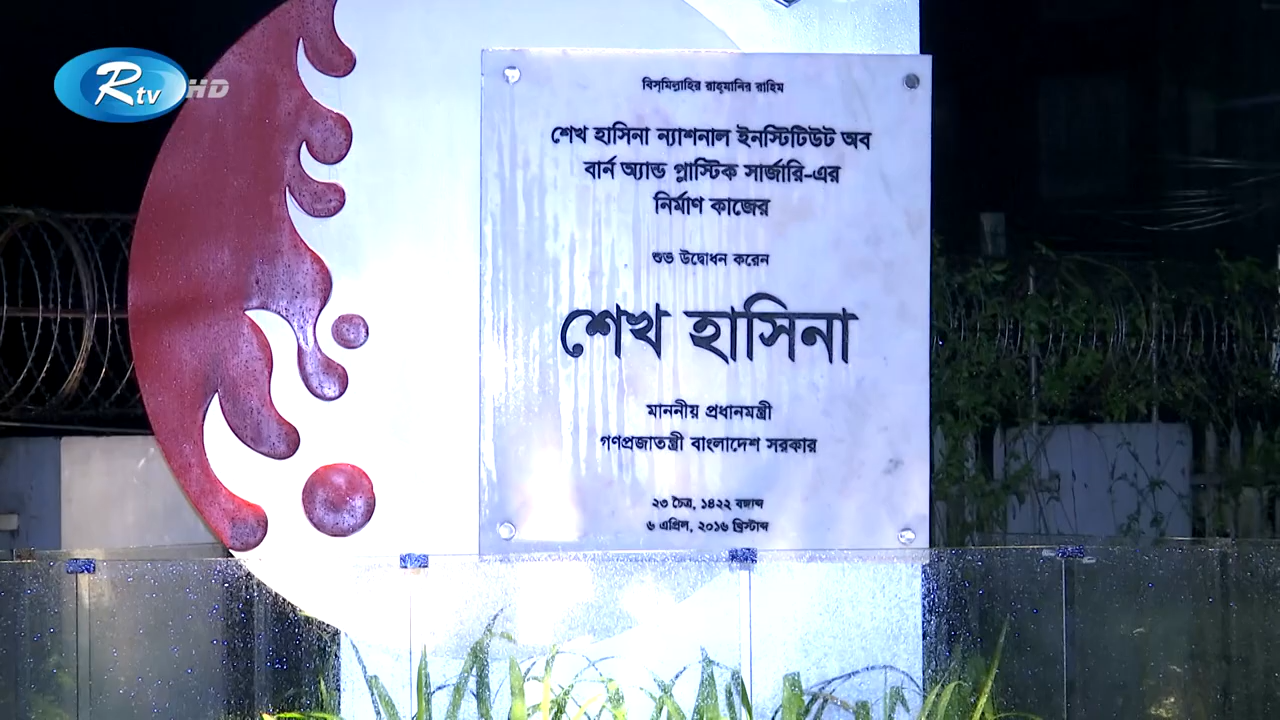 Rtv HD
বিসমিল্লাহির রাহ্‌মানির রাহিম
শেখ হাসিনা ন্যাশনাল ইনস্টিটিউট অব
বার্ন অ্যান্ড প্লাস্টিক সার্জারি-এর
নির্মাণ কাজের
শুভ উদ্বোধন করেন
শেখ হাসিনা
মাননীয় প্রধানমন্ত্রী
গণপ্রজাতন্ত্রী বাংলাদেশ সরকার
২৩ চৈত্র, ১৪২২ বঙ্গাব্দ
৬ এপ্রিল, ২০১৬ খ্রিস্টাব্দ